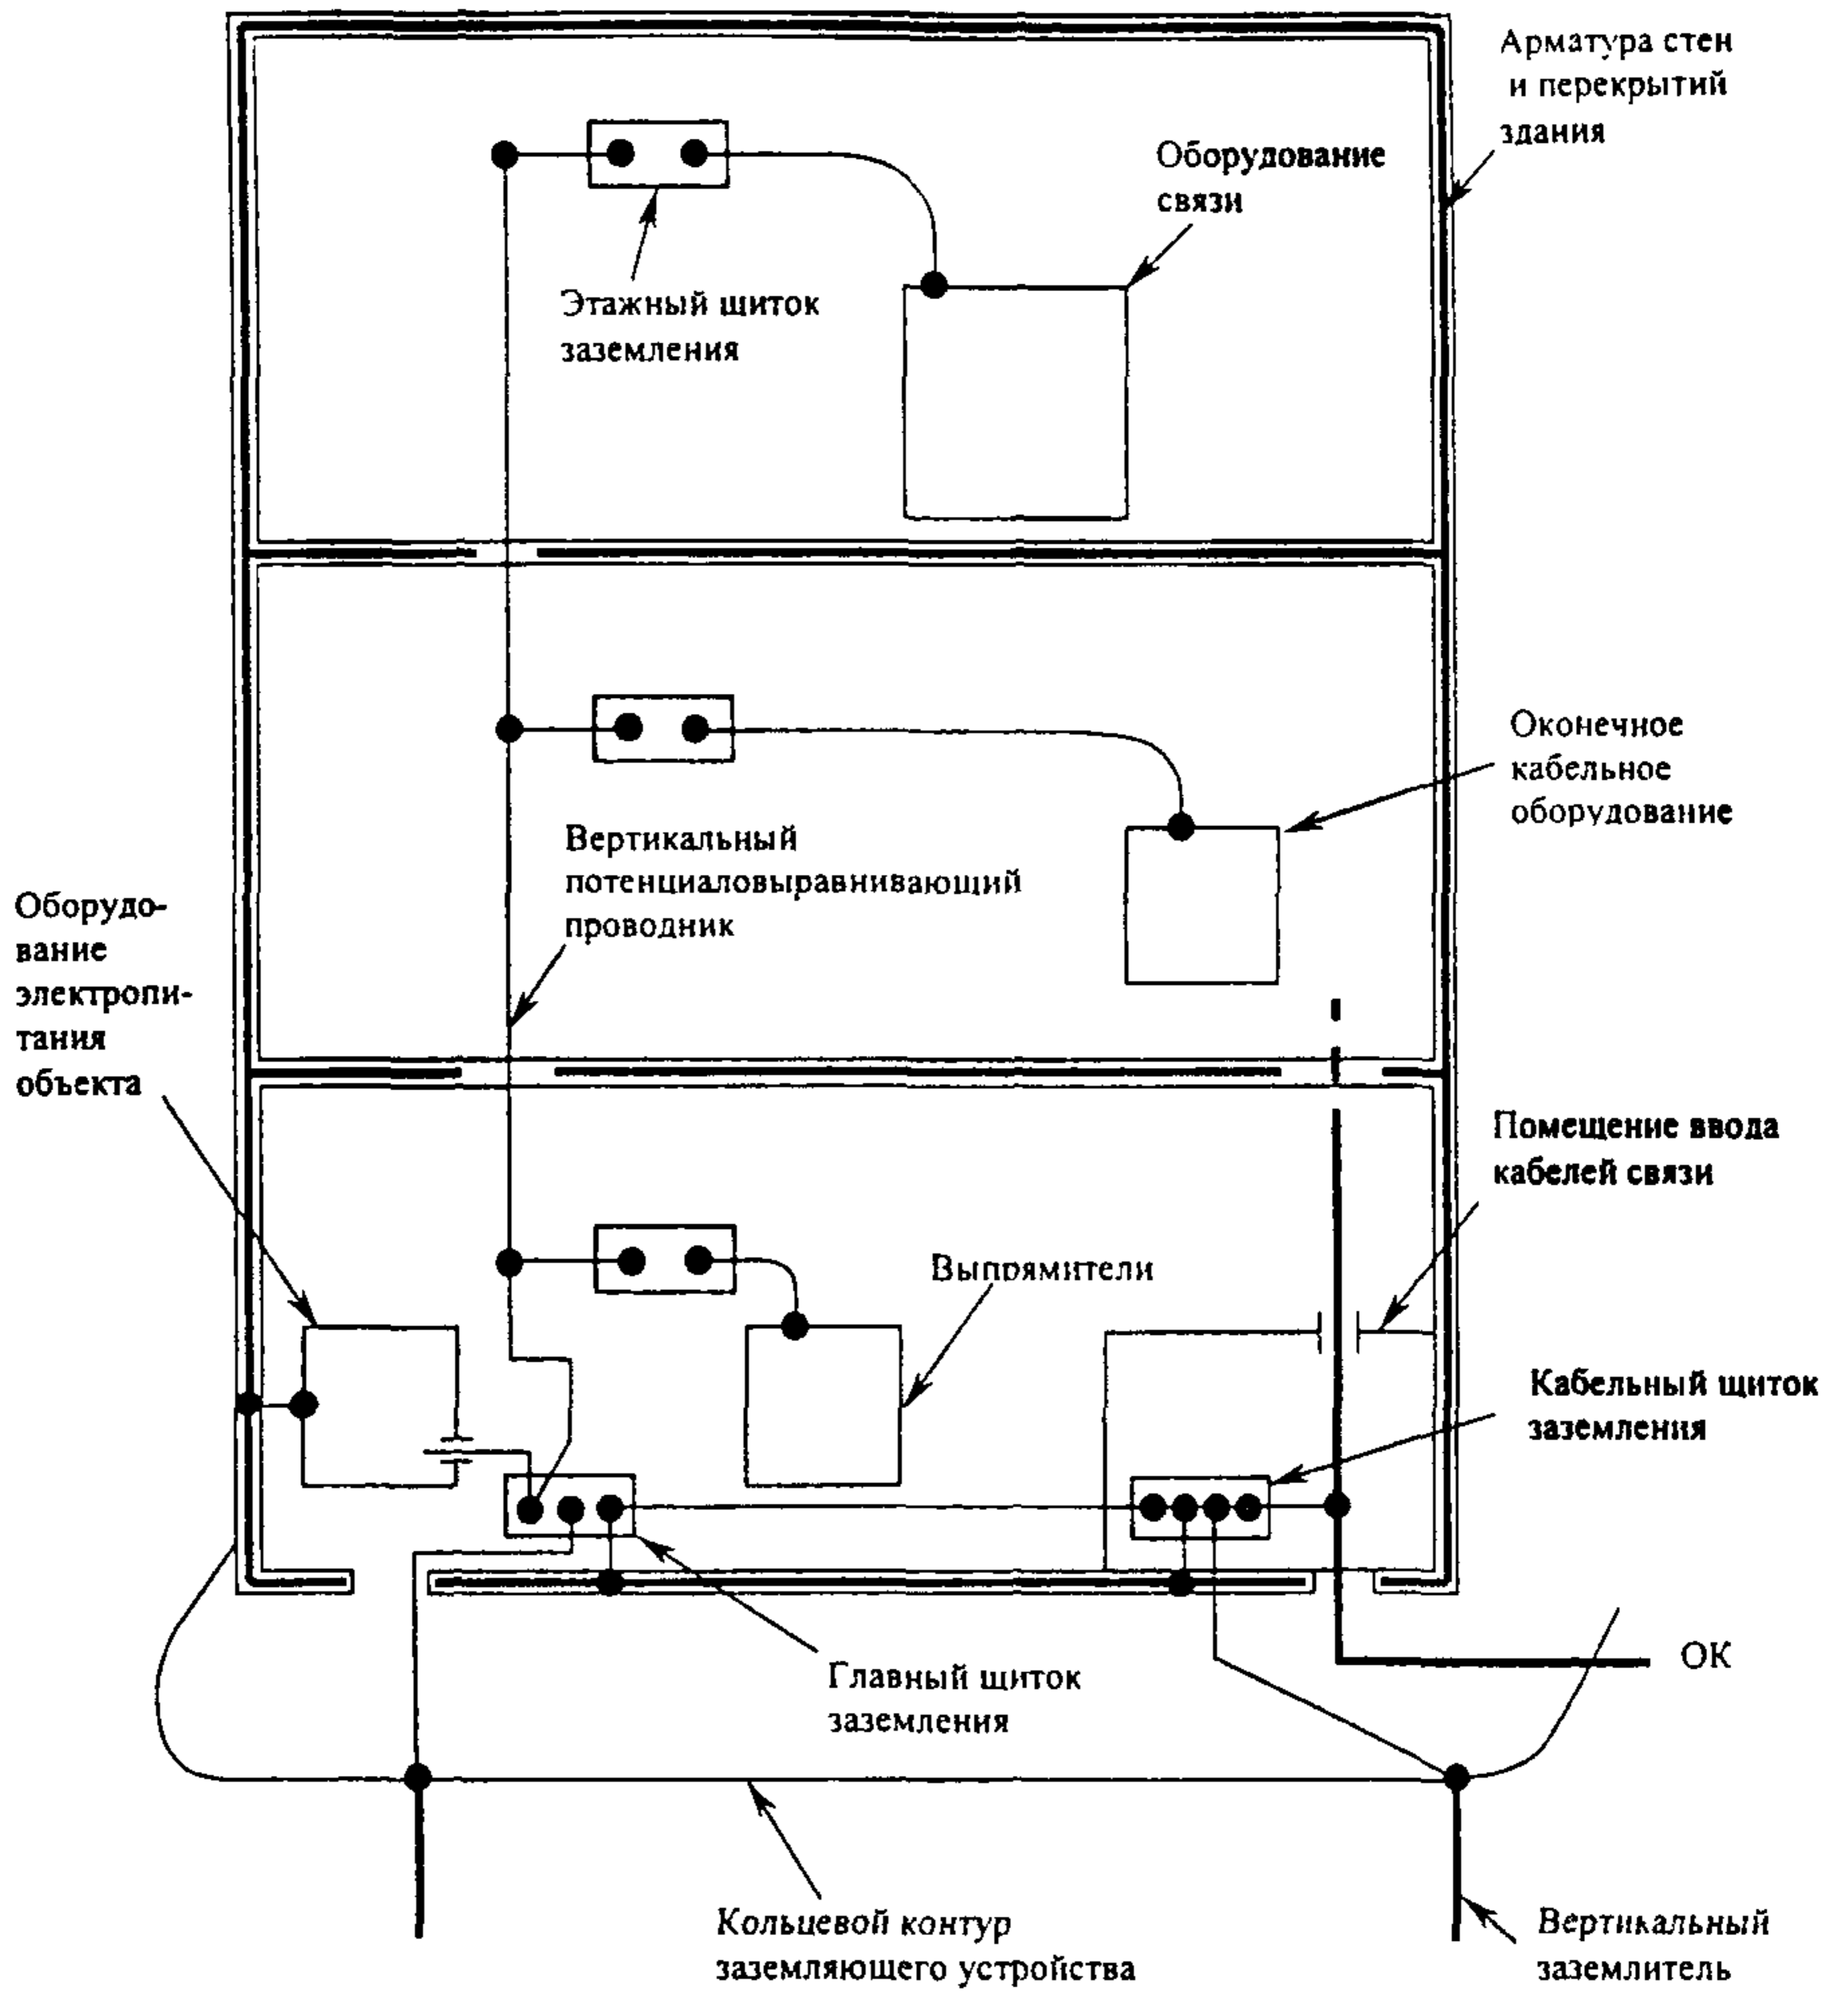 Арматура стен
и перекрытий
здания
Оборудование
связи
Этажный щиток
заземления
Оконечное
кабельное
оборудование
Вертикальный
потенциаловыравнивающий
проводник
Оборудо-
вание
электропи-
тания
объекта
Помещение ввода
кабелей связи
Выпрямители
Кабельный щиток
заземления
Главный щиток
заземления
ОК
Кольцевой контур
заземляющего устройства
Вертикальный
заземлитель